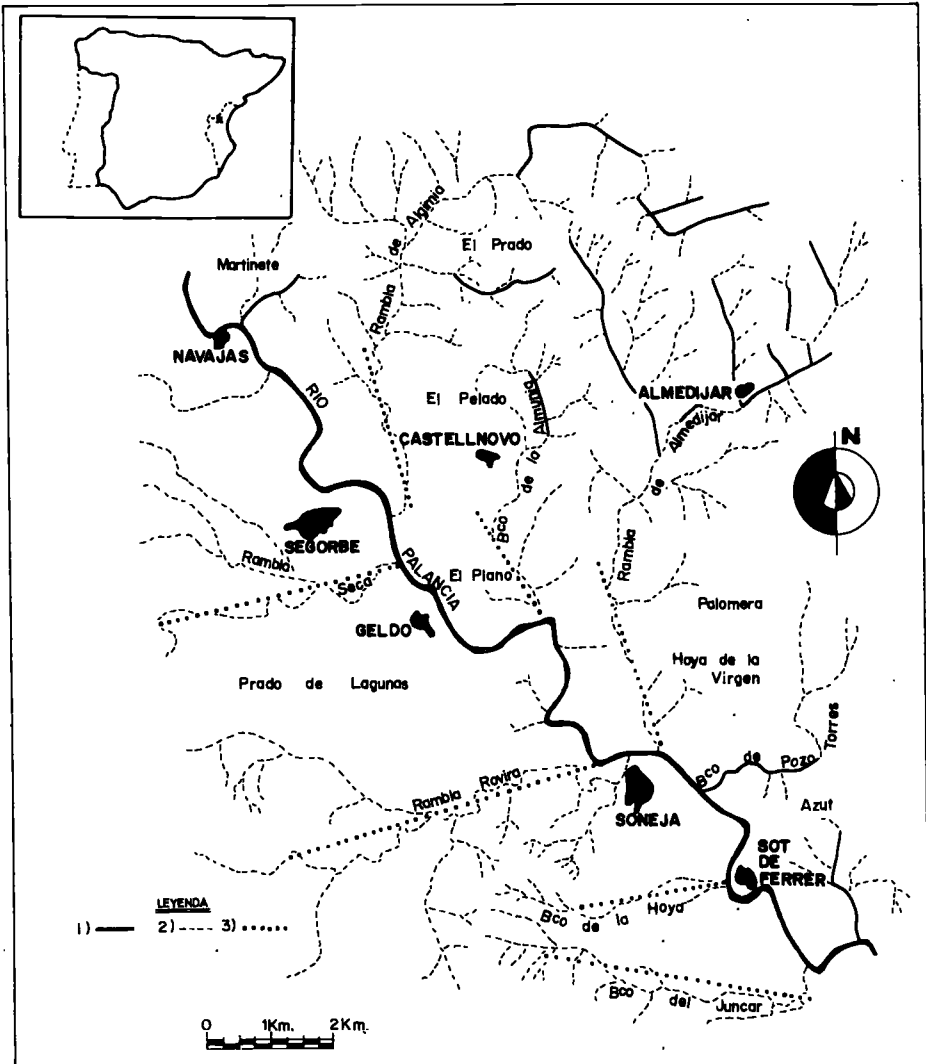 Martinete
El Prado
Rambla de Algimia
NAVAJAS
RIO
PALANCIA
El Pelado
CASTELLNOVO
Bco de la Almunia
ALMEDIJAR
Rambla de Almedijar
N
SEGORBE
Rambla Seca
El Plano
GELDO
Palomera
Hoya de la
Virgen
Prado de Lagunas
Bco de Pozo Torres
Rambla Rovira
SONEJA
Azut
SOT
DE
FERRER
Bco de la Hoya
Bco del Juncar
LEYENDA
1) 2) 3)
0 1Km. 2Km.